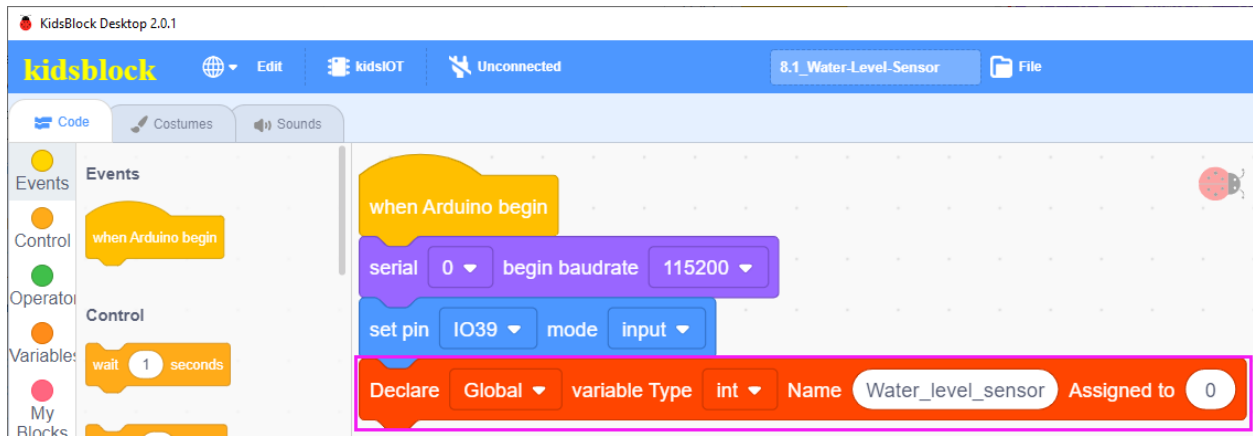 KidsBlock Desktop 2.0.1
kidsblock Edit kidsIOT Unconnected 8.1_Water-Level-Sensor File
Code Costumes Sounds
Events
Control
Operator
Variables
My
Blocks
Events
when Arduino begin
Control
wait 1 seconds
when Arduino begin
serial 0 begin baudrate 115200
set pin IO39 mode input
Declare Global variable Type int Name Water_level_sensor Assigned to 0